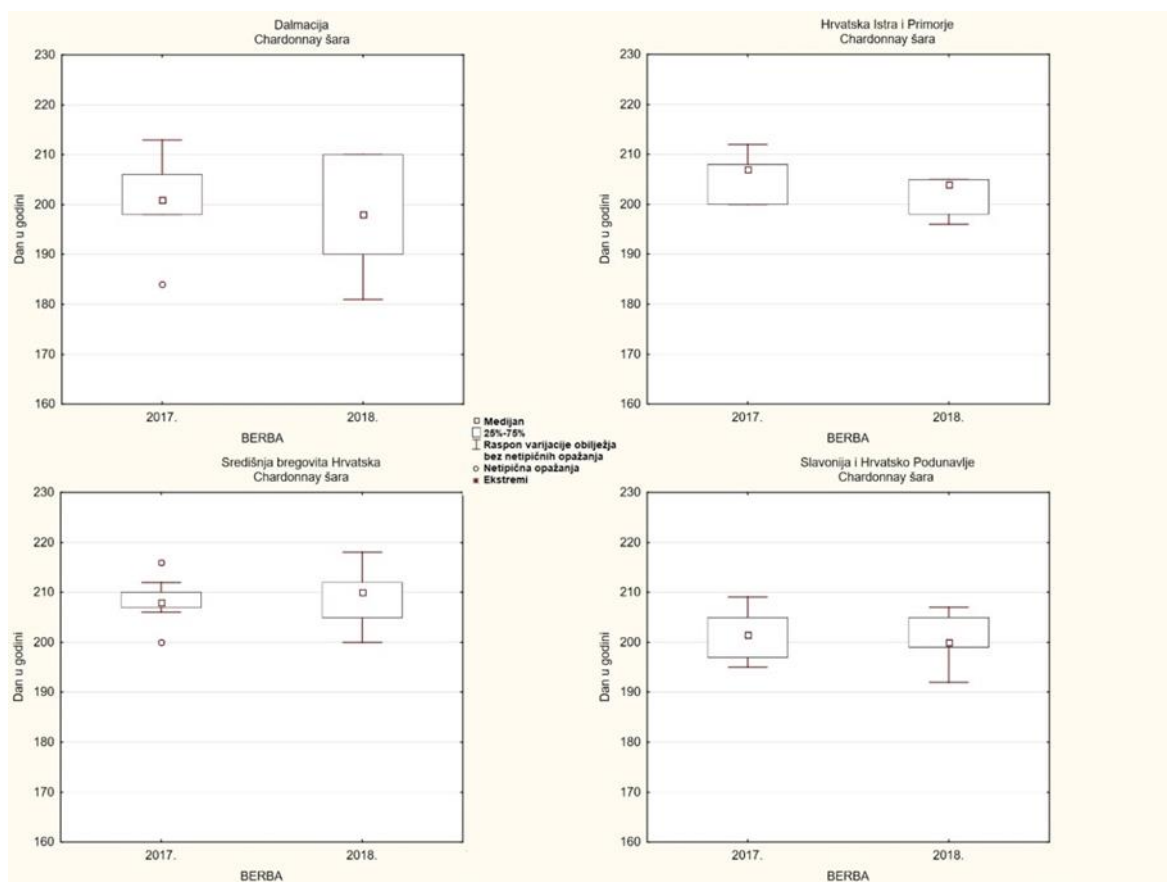 Dalmacija
Chardonnay šara
230
220
210
200
190
180
170
160
Dan u godini
2017.
2018.
BERBA
Hrvatska Istra i Primorje
Chardonnay šara
230
220
210
200
190
180
170
160
Dan u godini
2017.
2018.
BERBA
Medijan
25%-75%
Raspon varijacije obilježja
bez netipičnih opažanja
Netipična opažanja
Ekstremi
Središnja bregovita Hrvatska
Chardonnay šara
230
220
210
200
190
180
170
160
Dan u godini
2017.
2018.
BERBA
Slavonija i Hrvatsko Podunavlje
Chardonnay šara
230
220
210
200
190
180
170
160
Dan u godini
2017.
2018.
BERBA